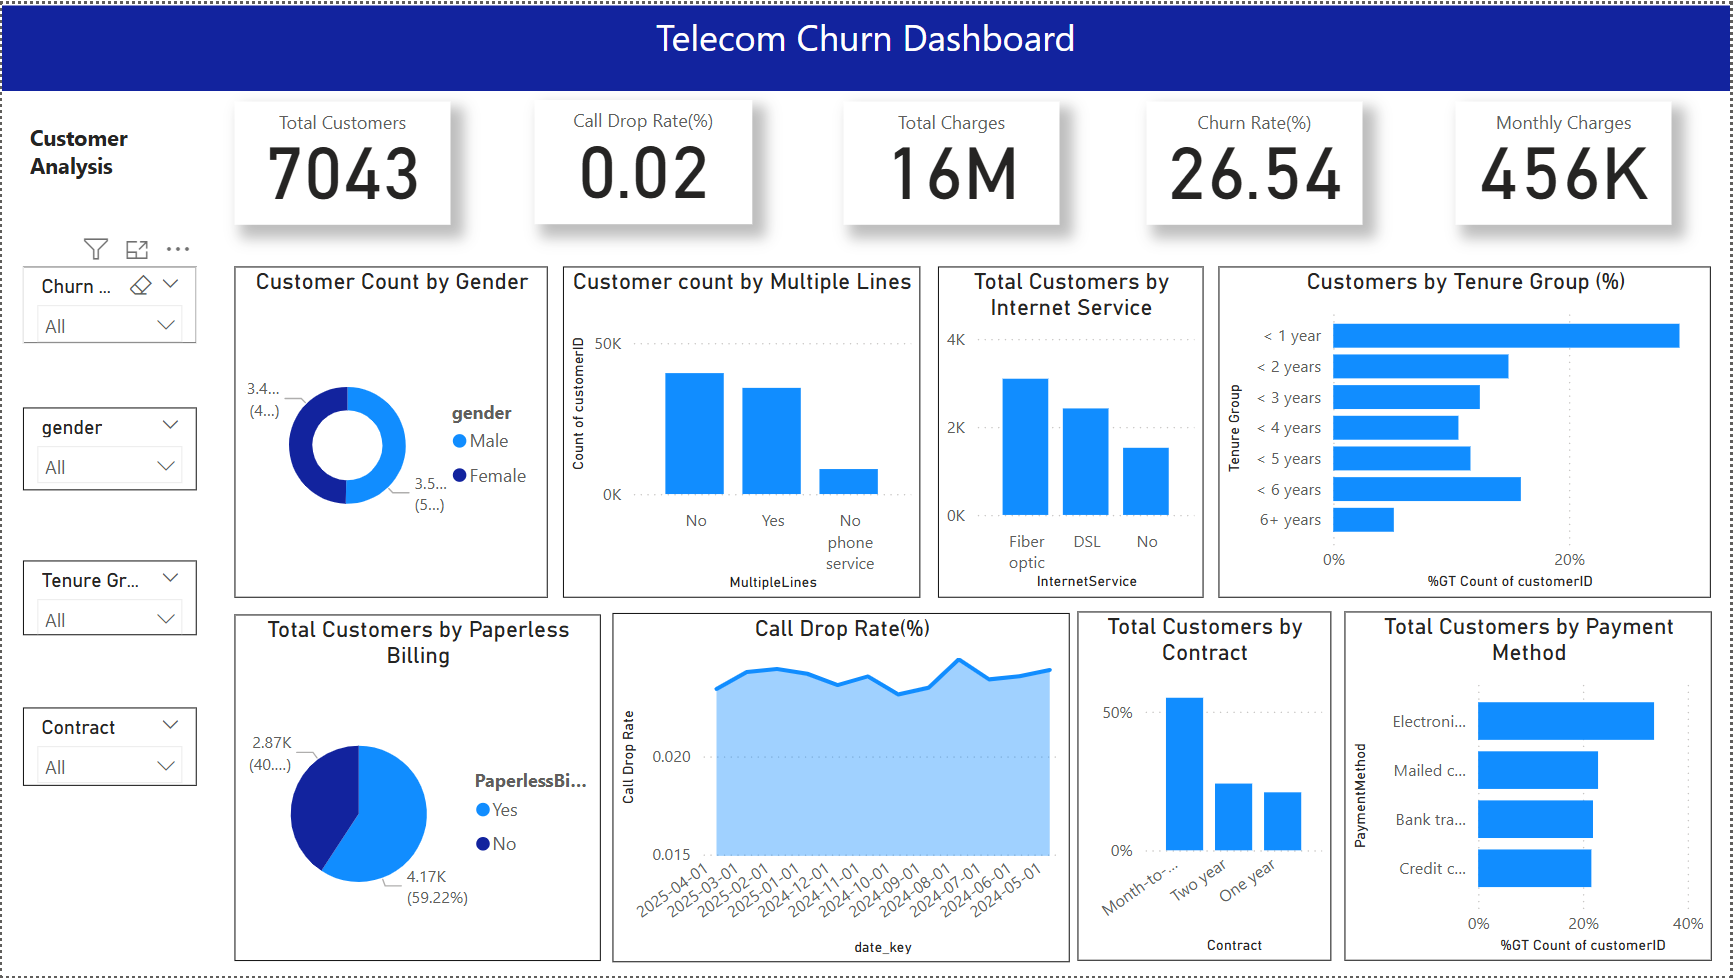 Telecom Churn Dashboard
Customer
Analysis
Total Customers
7043
Call Drop Rate(%)
0.02
Total Charges
16M
Churn Rate(%)
26.54
Monthly Charges
456K
Churn ...
All
gender
All
Tenure Gr...
All
Contract
All
Customer Count by Gender
3.4...
(4...)
3.5...
(5...)
gender
Male
Female
Customer count by Multiple Lines
Count of customerID
50K
0K
No
Yes
No
phone
service
MultipleLines
Total Customers by
Internet Service
4K
2K
0K
Fiber
optic
DSL
No
InternetService
Customers by Tenure Group (%)
Tenure Group
< 1 year
< 2 years
< 3 years
< 4 years
< 5 years
< 6 years
6+ years
0%
20%
%GT Count of customerID
Total Customers by Paperless
Billing
2.87K
(40....)
4.17K
(59.22%)
PaperlessBi...
Yes
No
Call Drop Rate(%)
Call Drop Rate
0.020
0.015
2025-04-01
2025-03-01
2025-02-01
2025-01-01
2024-12-01
2024-11-01
2024-10-01
2024-09-01
2024-08-01
2024-07-01
2024-06-01
2024-05-01
date_key
Total Customers by
Contract
50%
0%
Month-to-...
Two year
One year
Contract
Total Customers by Payment
Method
PaymentMethod
Electroni...
Mailed c...
Bank tra...
Credit c...
0%
20%
40%
%GT Count of customerID